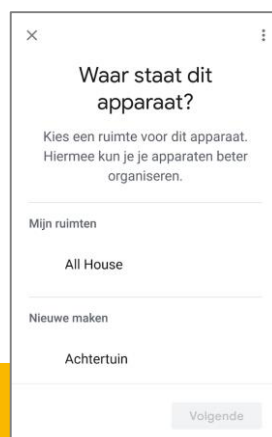 Waar staat dit
apparaat?
Kies een ruimte voor dit apparaat.
Hiermee kun je je apparaten beter
organiseren.
Mijn ruimten
All House
Nieuwe maken
Achtertuin
Volgende